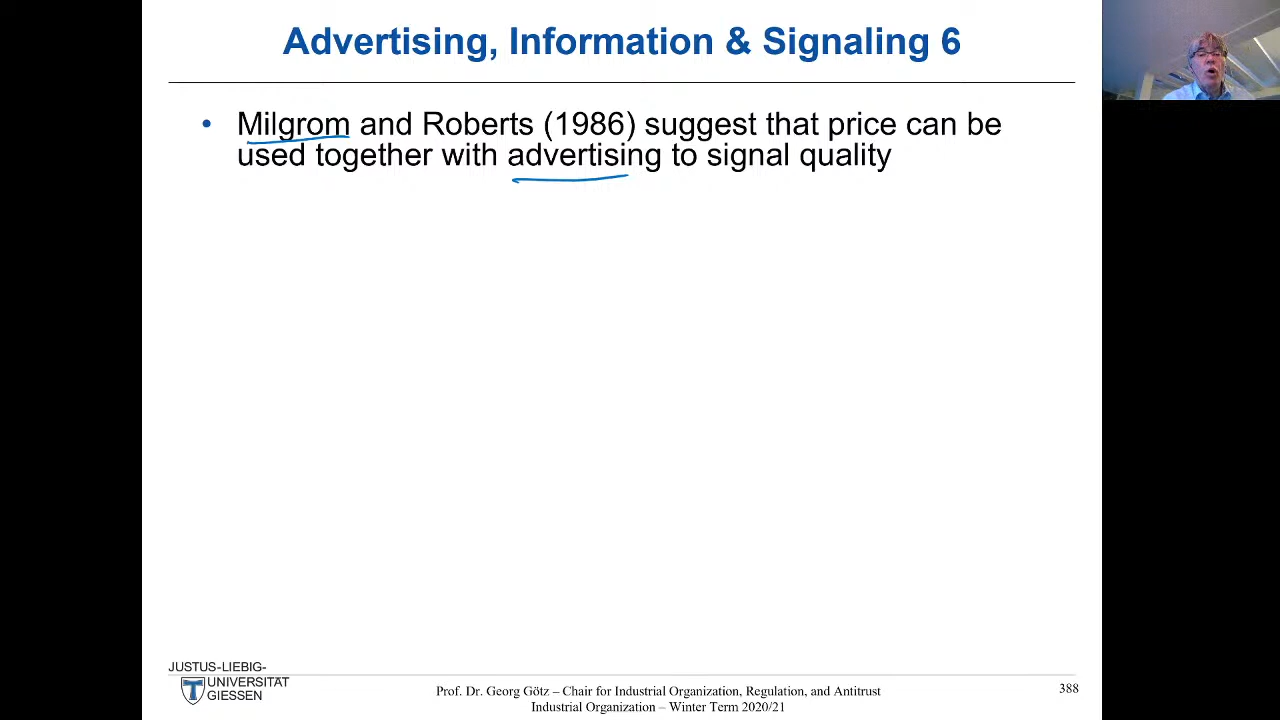 Advertising, Information & Signaling 6
• Milgrom and Roberts (1986) suggest that price can be
used together with advertising to signal quality
JUSTUS-LIEBIG-
UNIVERSITÄT
GIESSEN
Prof. Dr. Georg Götz – Chair for Industrial Organization, Regulation, and Antitrust
Industrial Organization – Winter Term 2020/21
388